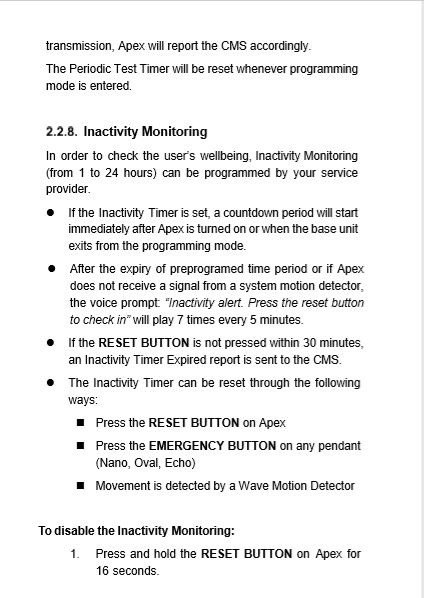 transmission, Apex will report the CMS accordingly.
The Periodic Test Timer will be reset whenever programming
mode is entered.
2.2.8. Inactivity Monitoring
In order to check the user's wellbeing, Inactivity Monitoring
(from 1 to 24 hours) can be programmed by your service
provider.
● If the Inactivity Timer is set, a countdown period will start
immediately after Apex is turned on or when the base unit
exits from the programming mode.
● After the expiry of preprogramed time period or if Apex
does not receive a signal from a system motion detector,
the voice prompt: "Inactivity alert. Press the reset button
to check in" will play 7 times every 5 minutes.
● If the RESET BUTTON is not pressed within 30 minutes,
an Inactivity Timer Expired report is sent to the CMS.
● The Inactivity Timer can be reset through the following
ways:
■ Press the RESET BUTTON on Apex
■ Press the EMERGENCY BUTTON on any pendant
(Nano, Oval, Echo)
■ Movement is detected by a Wave Motion Detector
To disable the Inactivity Monitoring:
1. Press and hold the RESET BUTTON on Apex for
16 seconds.